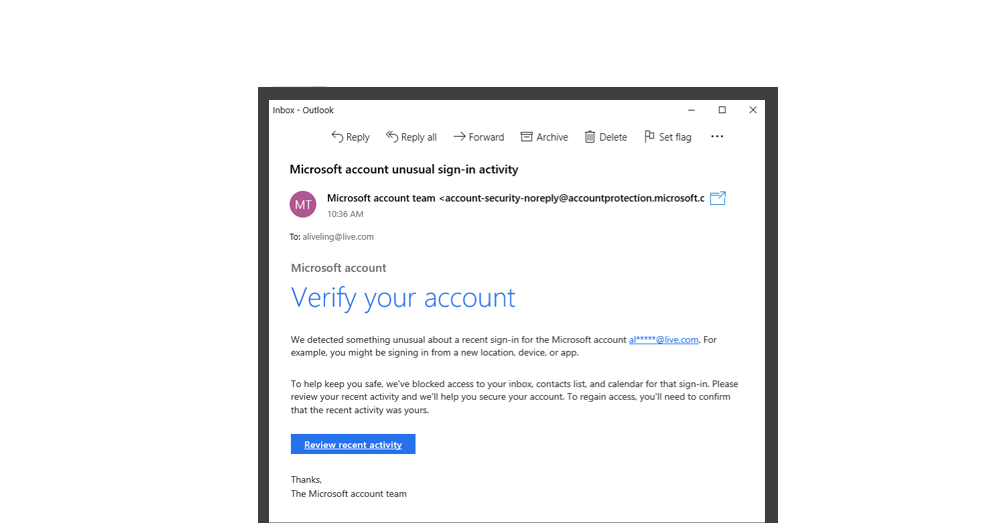 Inbox - Outlook
Reply Reply all Forward Archive Delete Set flag
Microsoft account unusual sign-in activity
MT
Microsoft account team <account-security-noreply@accountprotection.microsoft.c
10:36 AM
To: aliveling@live.com
Microsoft account
Verify your account
We detected something unusual about a recent sign-in for the Microsoft account al*****@live.com. For
example, you might be signing in from a new location, device, or app.
To help keep you safe, we've blocked access to your inbox, contacts list, and calendar for that sign-in. Please
review your recent activity and we'll help you secure your account. To regain access, you'll need to confirm
that the recent activity was yours.
Review recent activity
Thanks,
The Microsoft account team